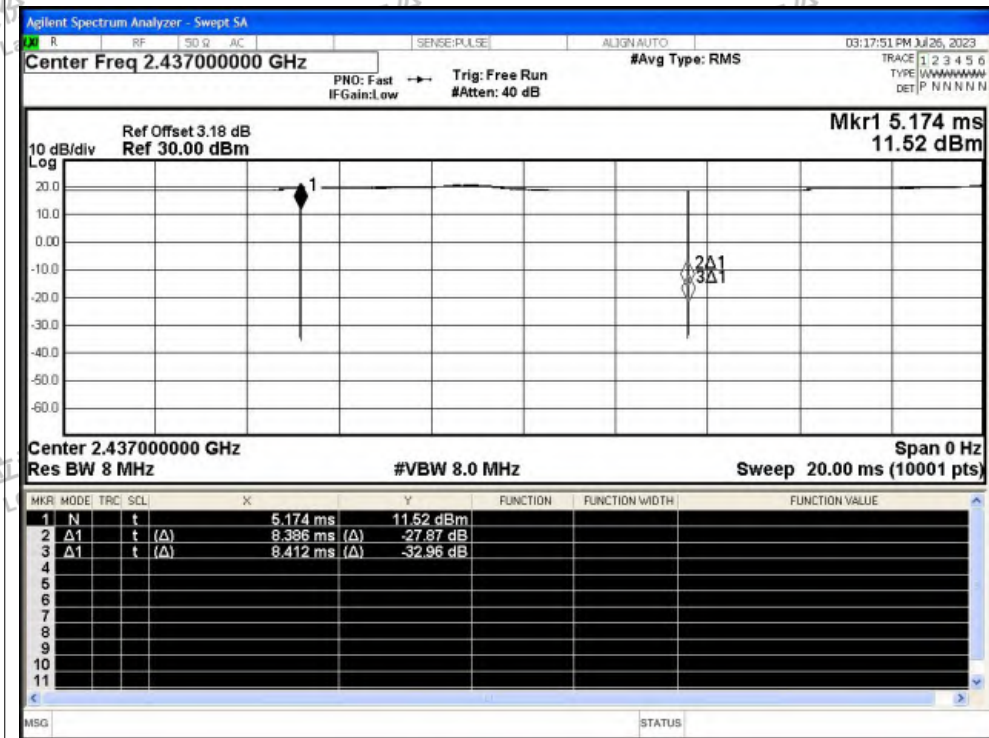 Agilent Spectrum Analyzer - Swept SA
R RF 50 Ω AC SENSE:PULSE ALIGN AUTO 03:17:51 PM Jul 26, 2023
Center Freq 2.437000000 GHz #Avg Type: RMS TRACE 1 2 3 4 5 6
PNO: Fast Trig: Free Run TYPE WWWWWW
IFGain:Low #Atten: 40 dB DET P N N N N N
Mkr1 5.174 ms
Ref Offset 3.18 dB
10 dB/div Ref 30.00 dBm 11.52 dBm
Log
20.0
1
10.0
0.00
-10.0
2Δ1
3Δ1
-20.0
-30.0
-40.0
-50.0
-60.0
Center 2.437000000 GHz Span 0 Hz
Res BW 8 MHz #VBW 8.0 MHz Sweep 20.00 ms (10001 pts)
MKR MODE TRC SCL X Y FUNCTION FUNCTION WIDTH FUNCTION VALUE
1 N t 5.174 ms 11.52 dBm
2 Δ1 t (Δ) 8.386 ms (Δ) -27.87 dB
3 Δ1 t (Δ) 8.412 ms (Δ) -32.96 dB
4
5
6
7
8
9
10
11
MSG STATUS